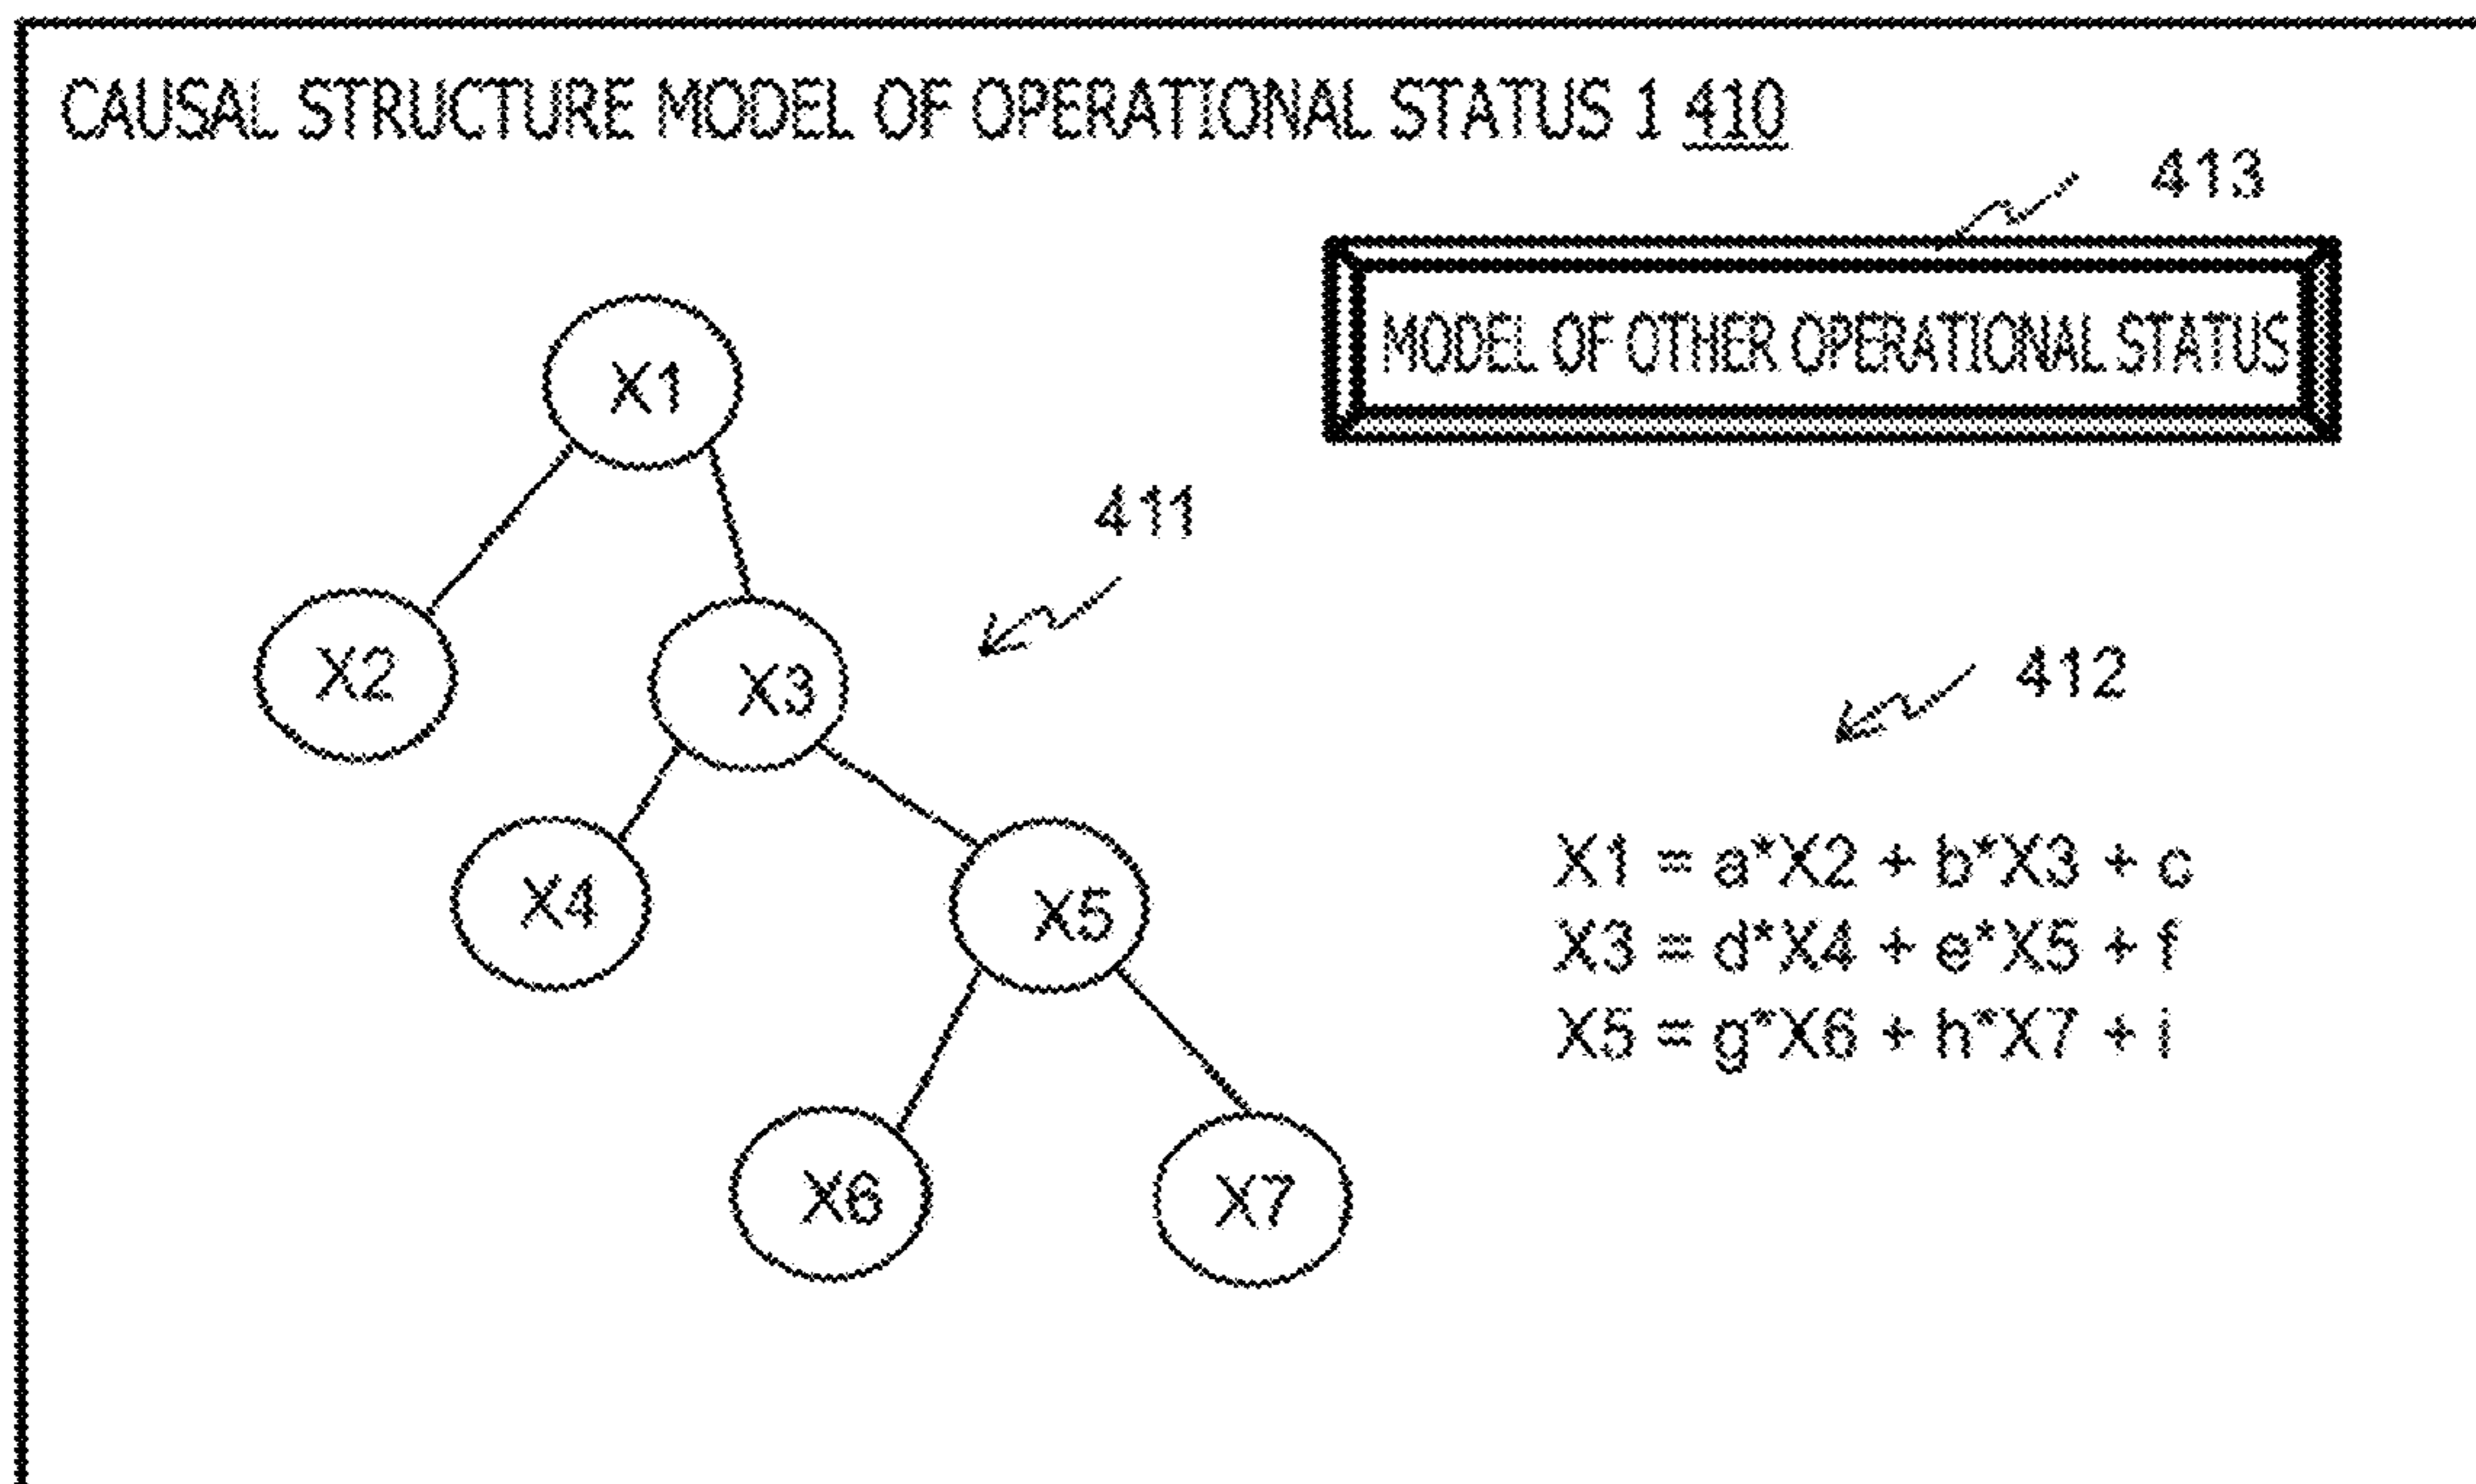 CAUSAL STRUCTURE MODEL OF OPERATIONAL STATUS 1 410
413
MODEL OF OTHER OPERATIONAL STATUS
X1
411
X2
X3
412
X4
X5
X1 = a*X2 + b*X3 + c
X3 = d*X4 + e*X5 + f
X5 = g*X6 + h*X7 + i
X6
X7